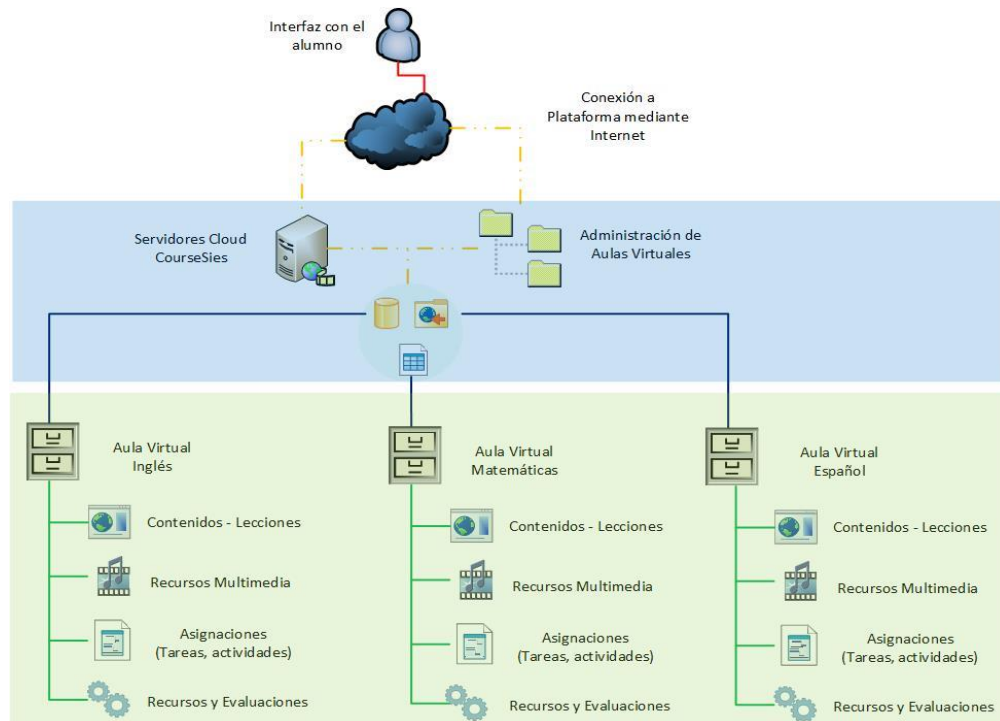 Interfaz con el
alumno
Conexión a
Plataforma mediante
Internet
Servidores Cloud
CourseSies
Administración de
Aulas Virtuales
Aula Virtual
Inglés
Contenidos - Lecciones
Recursos Multimedia
Asignaciones
(Tareas, actividades)
Recursos y Evaluaciones
Aula Virtual
Matemáticas
Contenidos - Lecciones
Recursos Multimedia
Asignaciones
(Tareas, actividades)
Recursos y Evaluaciones
Aula Virtual
Español
Contenidos - Lecciones
Recursos Multimedia
Asignaciones
(Tareas, actividades)
Recursos y Evaluaciones